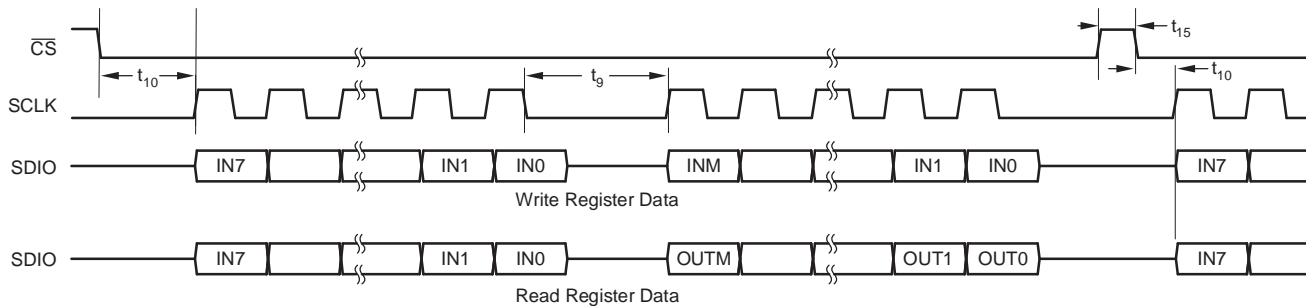 CS t15
t10 t9 t10
SCLK
SDIO IN7 IN1 IN0 INM IN1 IN0 IN7
Write Register Data
SDIO IN7 IN1 IN0 OUTM OUT1 OUT0 IN7
Read Register Data